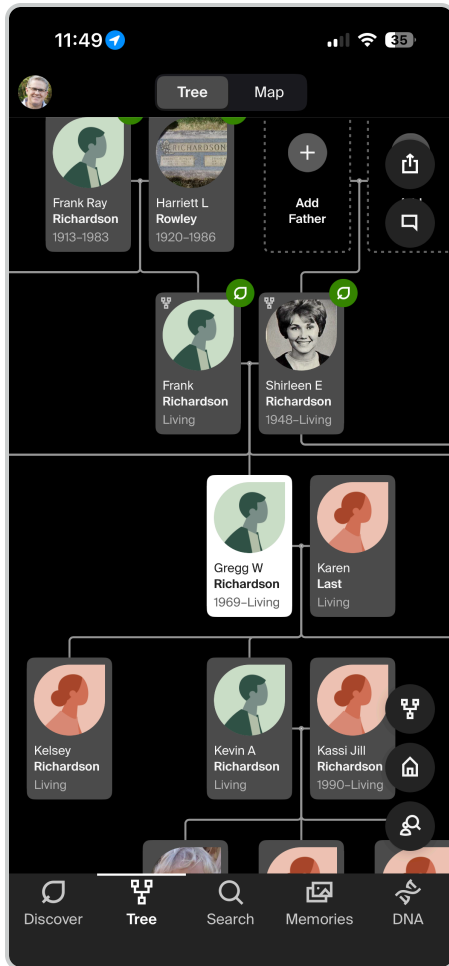 11:49
35
Tree
Map
RICHARDSON
Frank Ray
Richardson
1913–1983
Harriett L
Rowley
1920–1986
Add
Father
Frank
Richardson
Living
Shirleen E
Richardson
1948–Living
Gregg W
Richardson
1969–Living
Karen
Last
Living
Kelsey
Richardson
Living
Kevin A
Richardson
Living
Kassi Jill
Richardson
1990–Living
Discover
Tree
Search
Memories
DNA